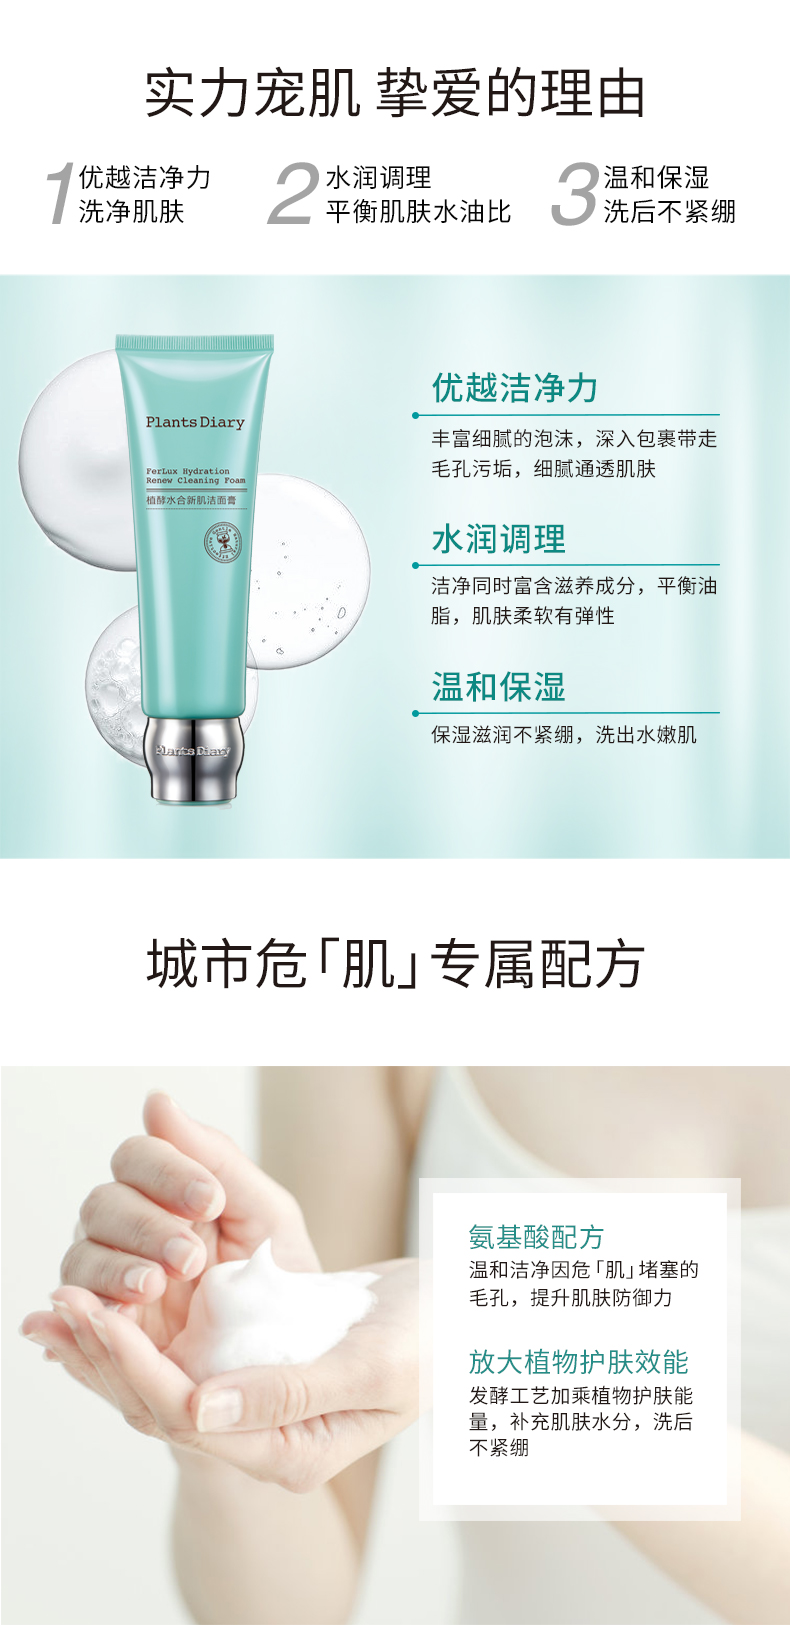 实力宠肌 挚爱的理由
1 优越洁净力
洗净肌肤
2 水润调理
平衡肌肤水油比
3 温和保湿
洗后不紧绷
Plants Diary
FerLux Hydration
Renew Cleaning Foam
植酵水合新肌洁面膏
Plants Diary
优越洁净力
丰富细腻的泡沫，深入包裹带走
毛孔污垢，细腻通透肌肤
水润调理
洁净同时富含滋养成分，平衡油
脂，肌肤柔软有弹性
温和保湿
保湿滋润不紧绷，洗出水嫩肌
城市危「肌」专属配方
氨基酸配方
温和洁净因危「肌」堵塞的
毛孔，提升肌肤防御力
放大植物护肤效能
发酵工艺加乘植物护肤能
量，补充肌肤水分，洗后
不紧绷